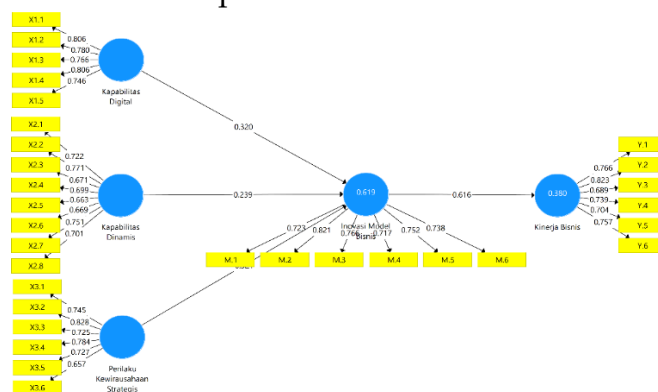 X1.1
X1.2
X1.3
X1.4
X1.5
0.806
0.780
0.766
0.806
0.746
Kapabilitas
Digital
0.320
X2.1
X2.2
X2.3
X2.4
X2.5
X2.6
X2.7
X2.8
0.722
0.771
0.671
0.699
0.663
0.669
0.751
0.701
Kapabilitas
Dinamis
0.239
0.619
Inovasi Model
Bisnis
0.723
0.821
0.766
0.717
0.752
0.738
M.1
M.2
M.3
M.4
M.5
M.6
0.616
0.380
Kinerja Bisnis
0.766
0.823
0.689
0.739
0.704
0.757
Y.1
Y.2
Y.3
Y.4
Y.5
Y.6
X3.1
X3.2
X3.3
X3.4
X3.5
X3.6
0.745
0.828
0.725
0.784
0.727
0.657
Perilaku
Kewirausahaan
Strategis